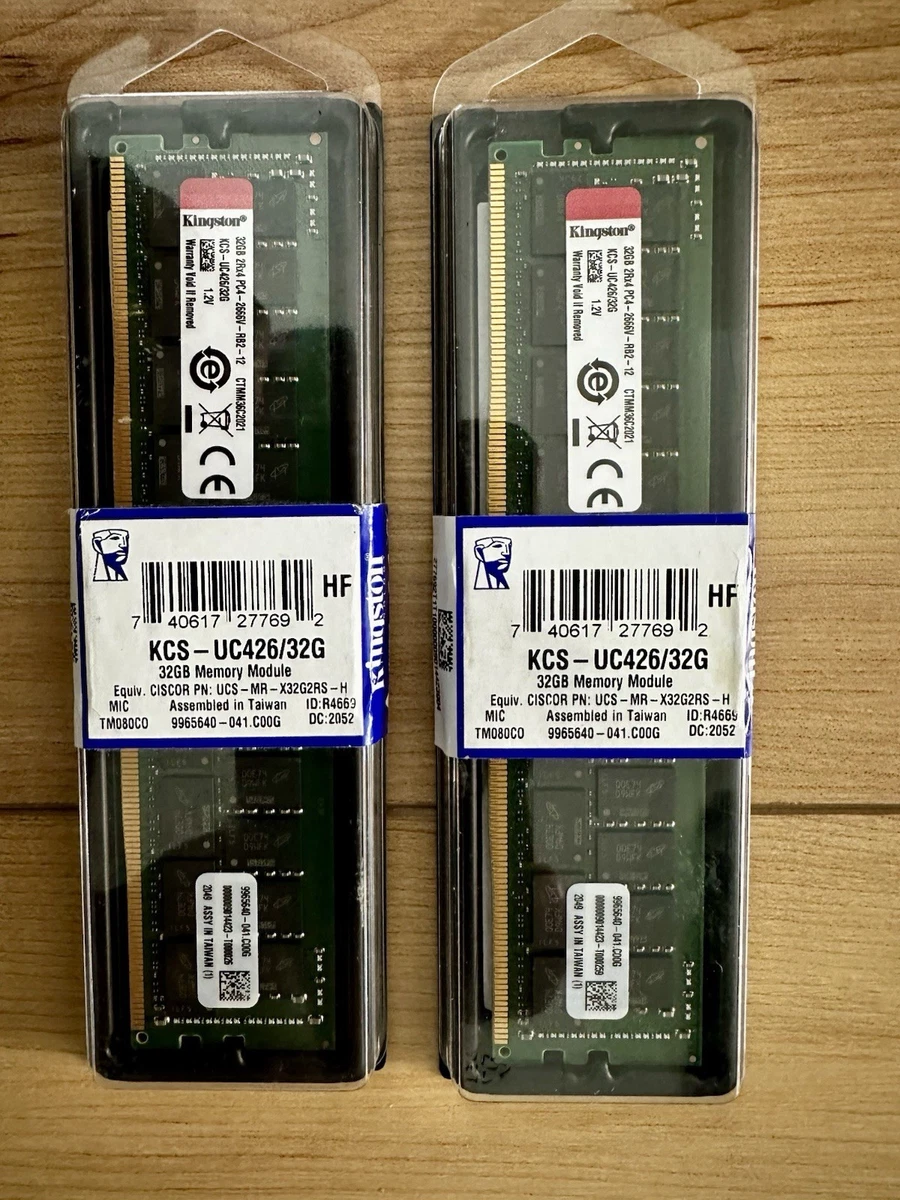 Kingston®
32GB 2Rx4 PC4-2666V-RB2-12 CTMM36C2021
KCS-UC426/32G
1.2V
Warranty Void If Removed
CE
HF
7 40617 27769 2
KCS-UC426/32G
32GB Memory Module
Equiv. CISCOR PN: UCS-MR-X32G2RS-H
MIC Assembled in Taiwan ID:R4669
TM080CO 9965640-041.C00G DC:2052
Kingston
9965640-041.C00G
2049 ASSY IN TAIWAN (1)
Kingston®
32GB 2Rx4 PC4-2666V-RB2-12 CTMM36C2021
KCS-UC426/32G
1.2V
Warranty Void If Removed
CE
HF
7 40617 27769 2
KCS-UC426/32G
32GB Memory Module
Equiv. CISCOR PN: UCS-MR-X32G2RS-H
MIC Assembled in Taiwan ID:R4669
TM080CO 9965640-041.C00G DC:2052
9965640-041.C00G
2049 ASSY IN TAIWAN (1)